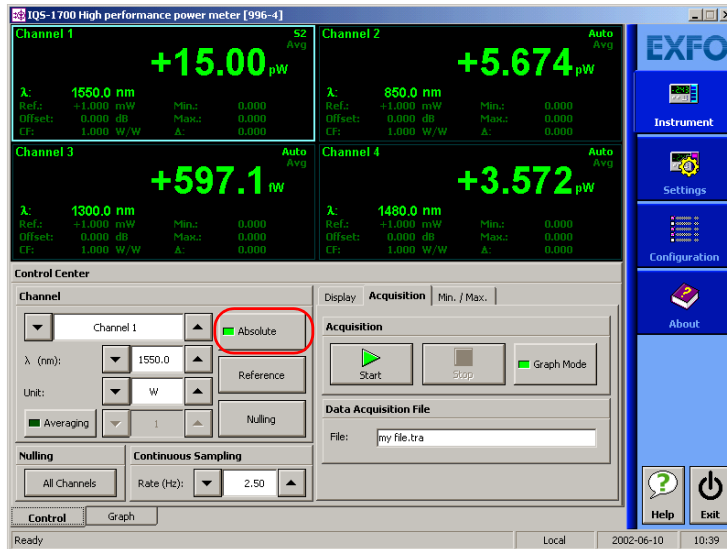 IQS-1700 High performance power meter [996-4]
Channel 1 S2
Avg
+15.00 pW
λ: 1550.0 nm
Ref.: +1.000 mW Min.: 0.000
Offset: 0.000 dB Max.: 0.000
CF: 1.000 W/W Δ: 0.000
Channel 2 Auto
Avg
+5.674 pW
λ: 850.0 nm
Ref.: +1.000 mW Min.: 0.000
Offset: 0.000 dB Max.: 0.000
CF: 1.000 W/W Δ: 0.000
Channel 3 Auto
Avg
+597.1 fW
λ: 1300.0 nm
Ref.: +1.000 mW Min.: 0.000
Offset: 0.000 dB Max.: 0.000
CF: 1.000 W/W Δ: 0.000
Channel 4 Auto
Avg
+3.572 pW
λ: 1480.0 nm
Ref.: +1.000 mW Min.: 0.000
Offset: 0.000 dB Max.: 0.000
CF: 1.000 W/W Δ: 0.000
EXFO
Instrument
Settings
Configuration
About
Control Center
Channel
Channel 1
Absolute
λ (nm): 1550.0
Reference
Unit: W
Averaging 1
Nulling
Nulling
All Channels
Continuous Sampling
Rate (Hz): 2.50
Display Acquisition Min. / Max.
Acquisition
Start Stop Graph Mode
Data Acquisition File
File: my file.tra
Control Graph
Help Exit
Ready Local 2002-06-10 10:39